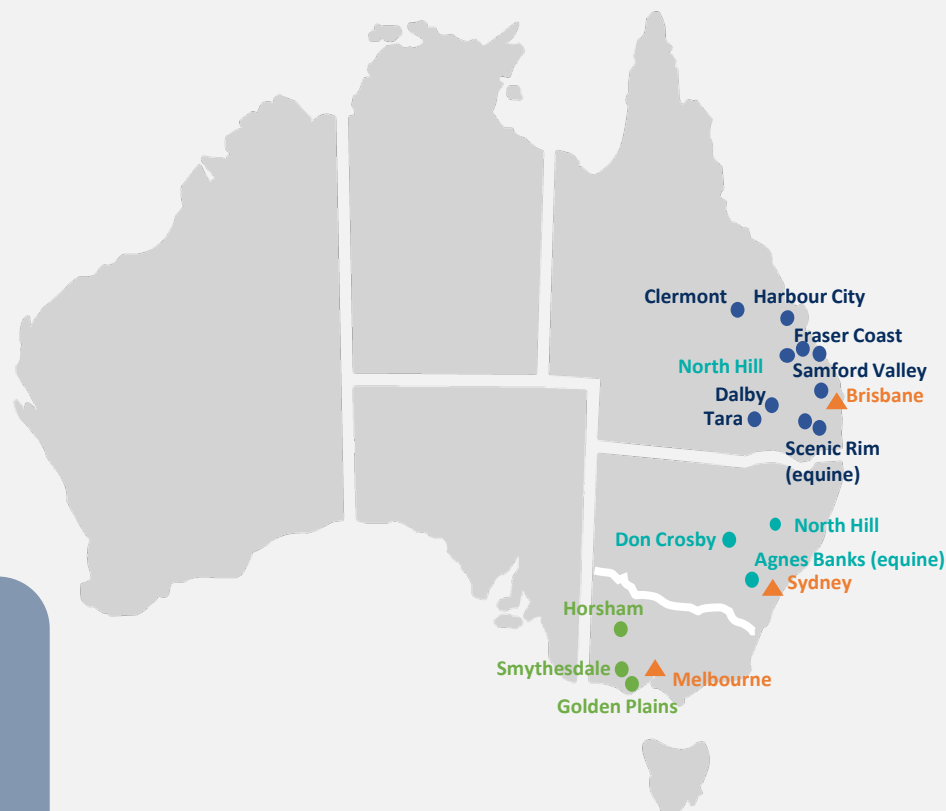 Clermont
Harbour City
Fraser Coast
North Hill
Samford Valley
Dalby
Brisbane
Tara
Scenic Rim
(equine)
North Hill
Don Crosby
Agnes Banks (equine)
Sydney
Horsham
Smythesdale
Melbourne
Golden Plains